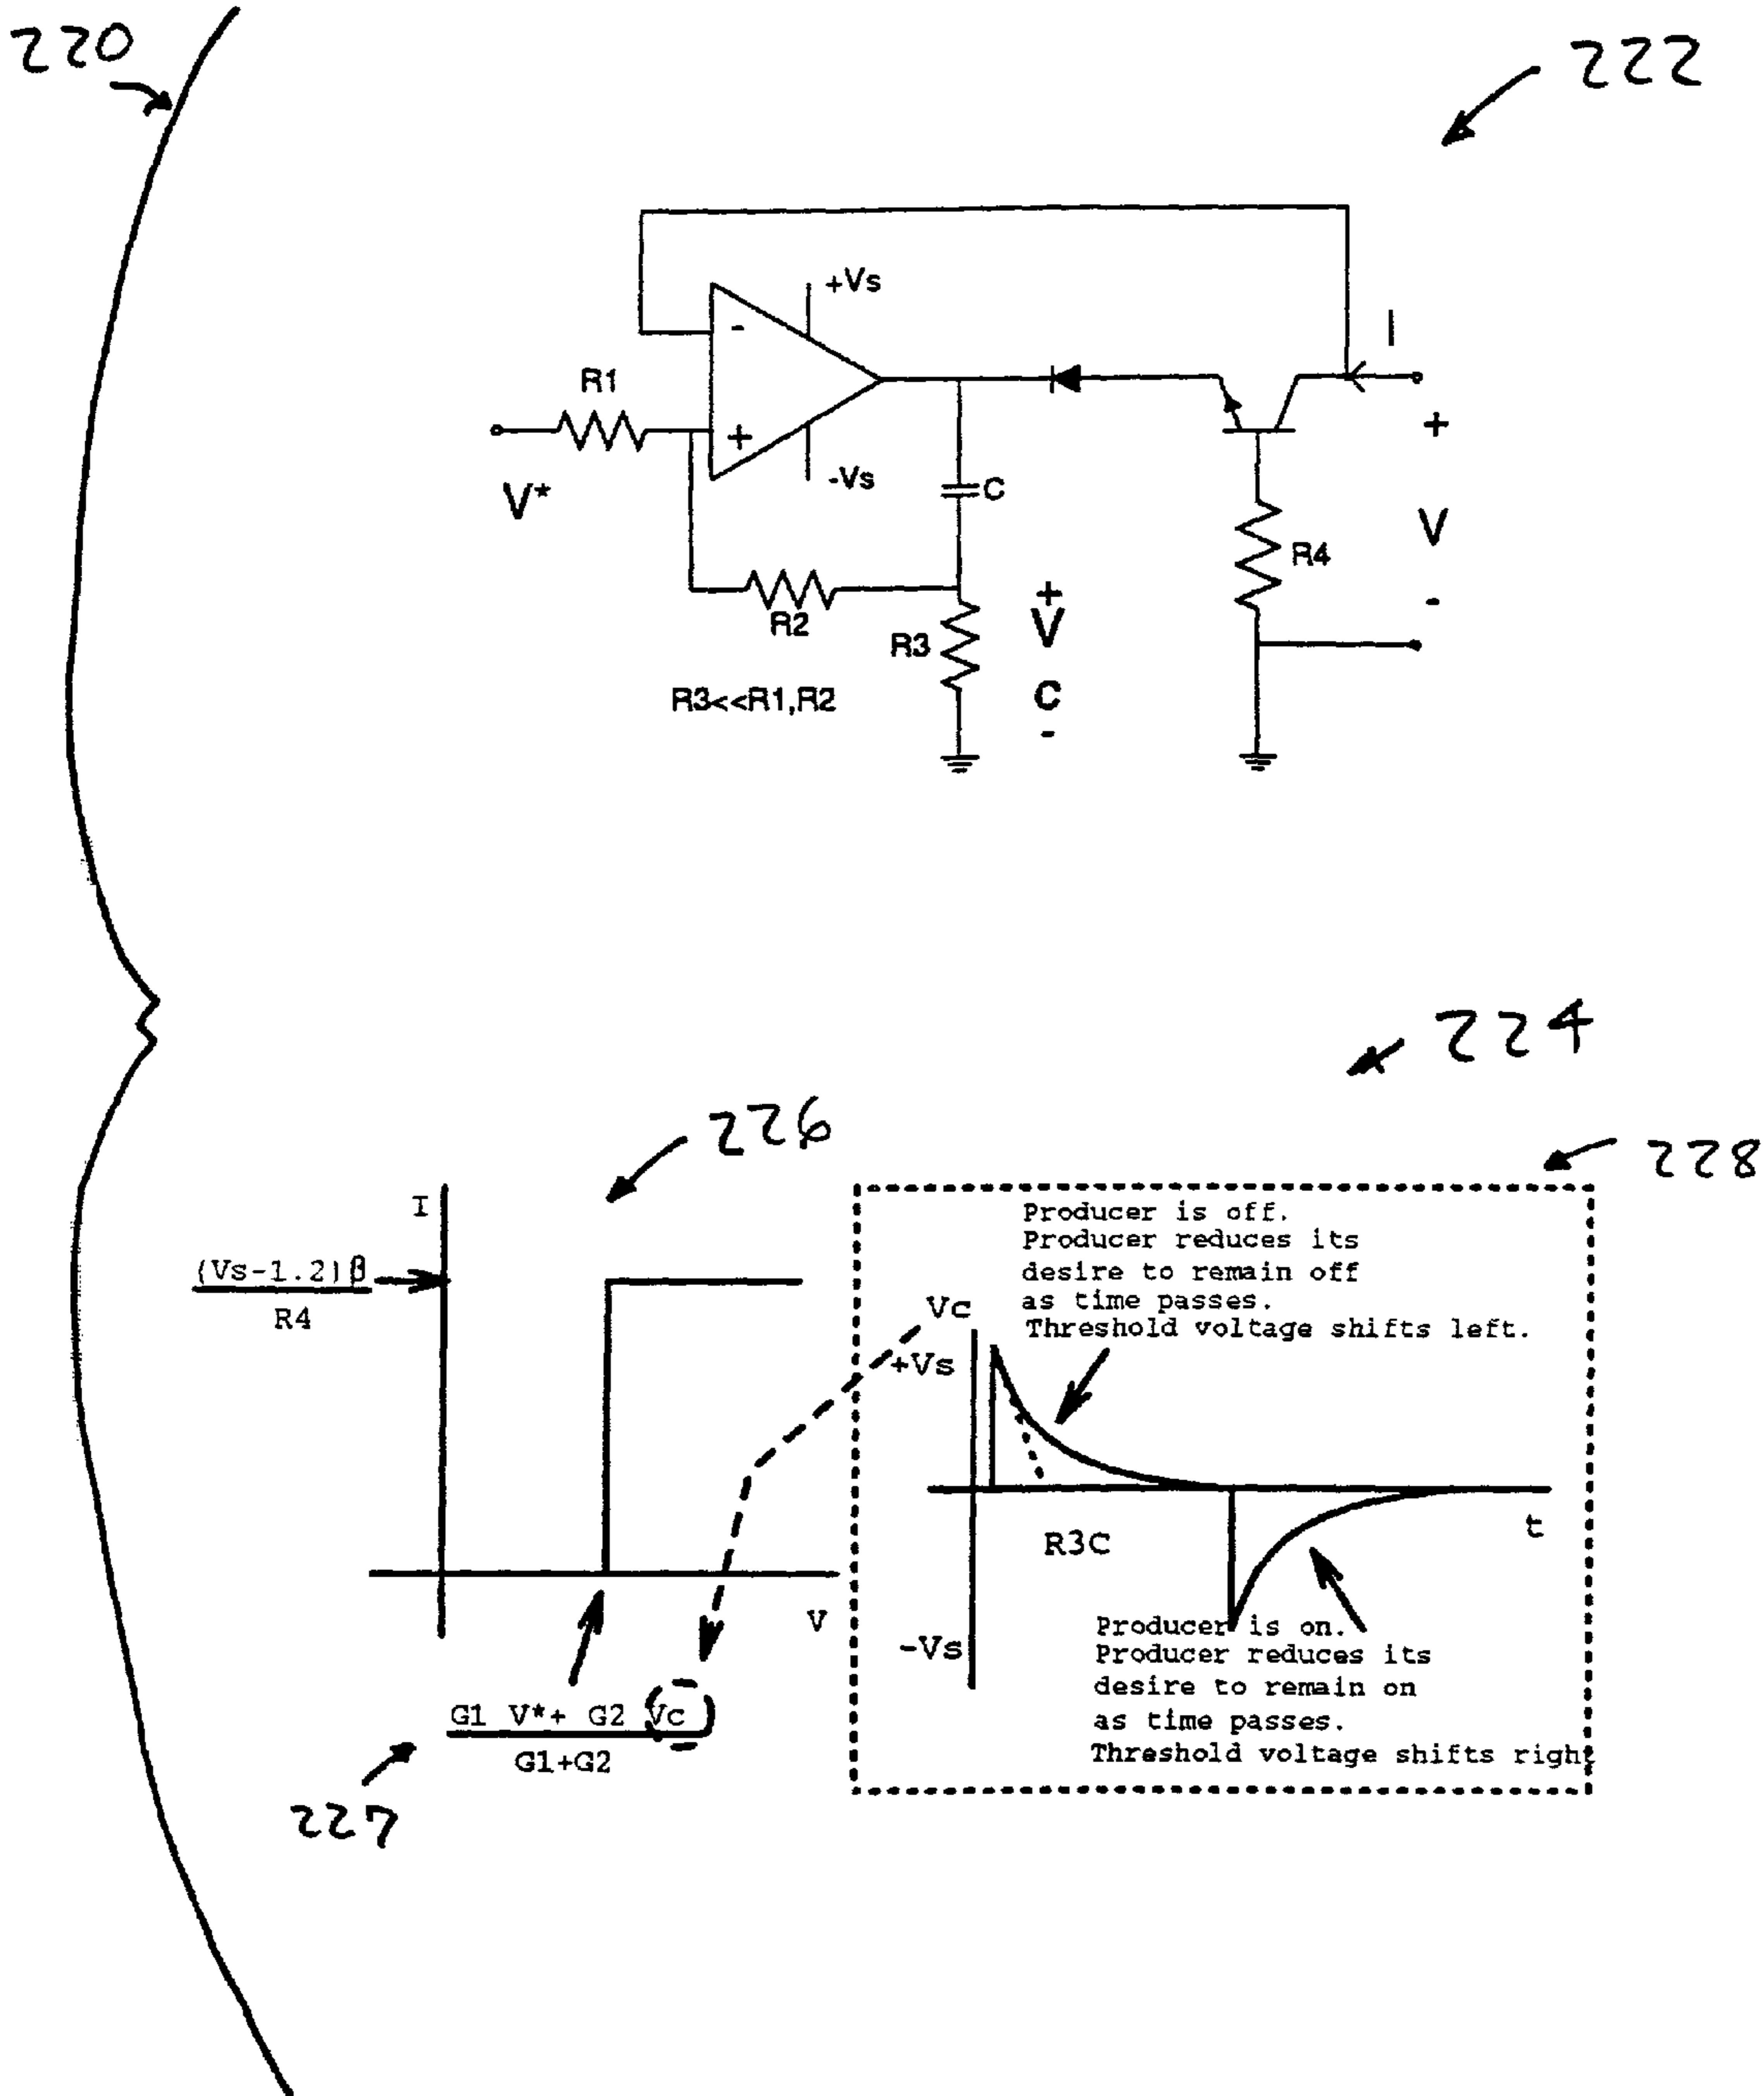 220
222
+Vs
-
I
R1
+
+
-Vs
C
V*
V
R4
+
R2
-
V
R3
C
R3<<R1,R2
-
224
226
228
I
Producer is off.
Producer reduces its
desire to remain off
as time passes.
Threshold voltage shifts left.
(Vs-1.2)β
R4
Vc
+Vs
R3C
t
V
-Vs
Producer is on.
Producer reduces its
desire to remain on
as time passes.
Threshold voltage shifts right
G1 V*+ G2 Vc
G1+G2
227